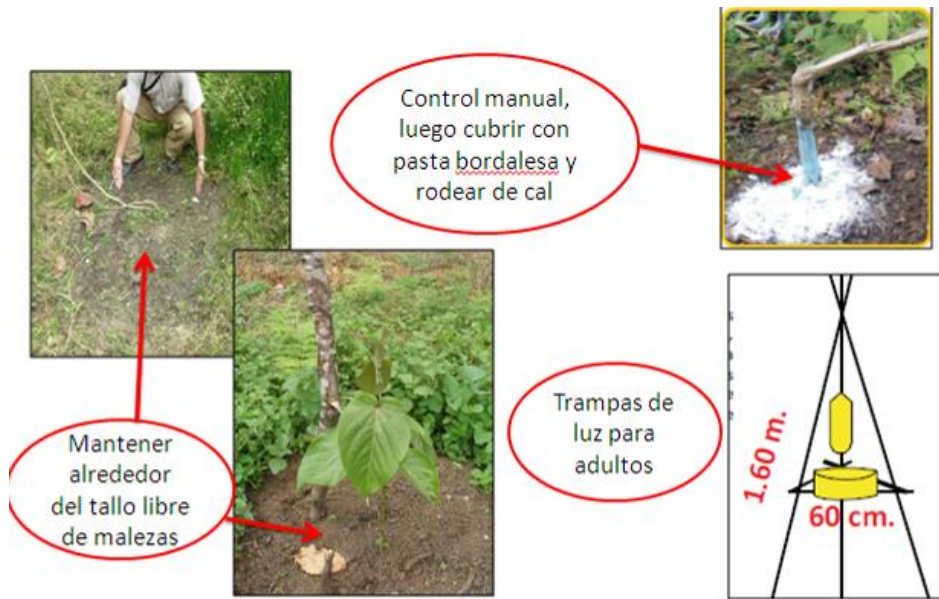 Control manual,
luego cubrir con
pasta bordalesa y
rodear de cal
Mantener
alrededor
del tallo libre
de malezas
Trampas de
luz para
adultos
1.60 m.
60 cm.